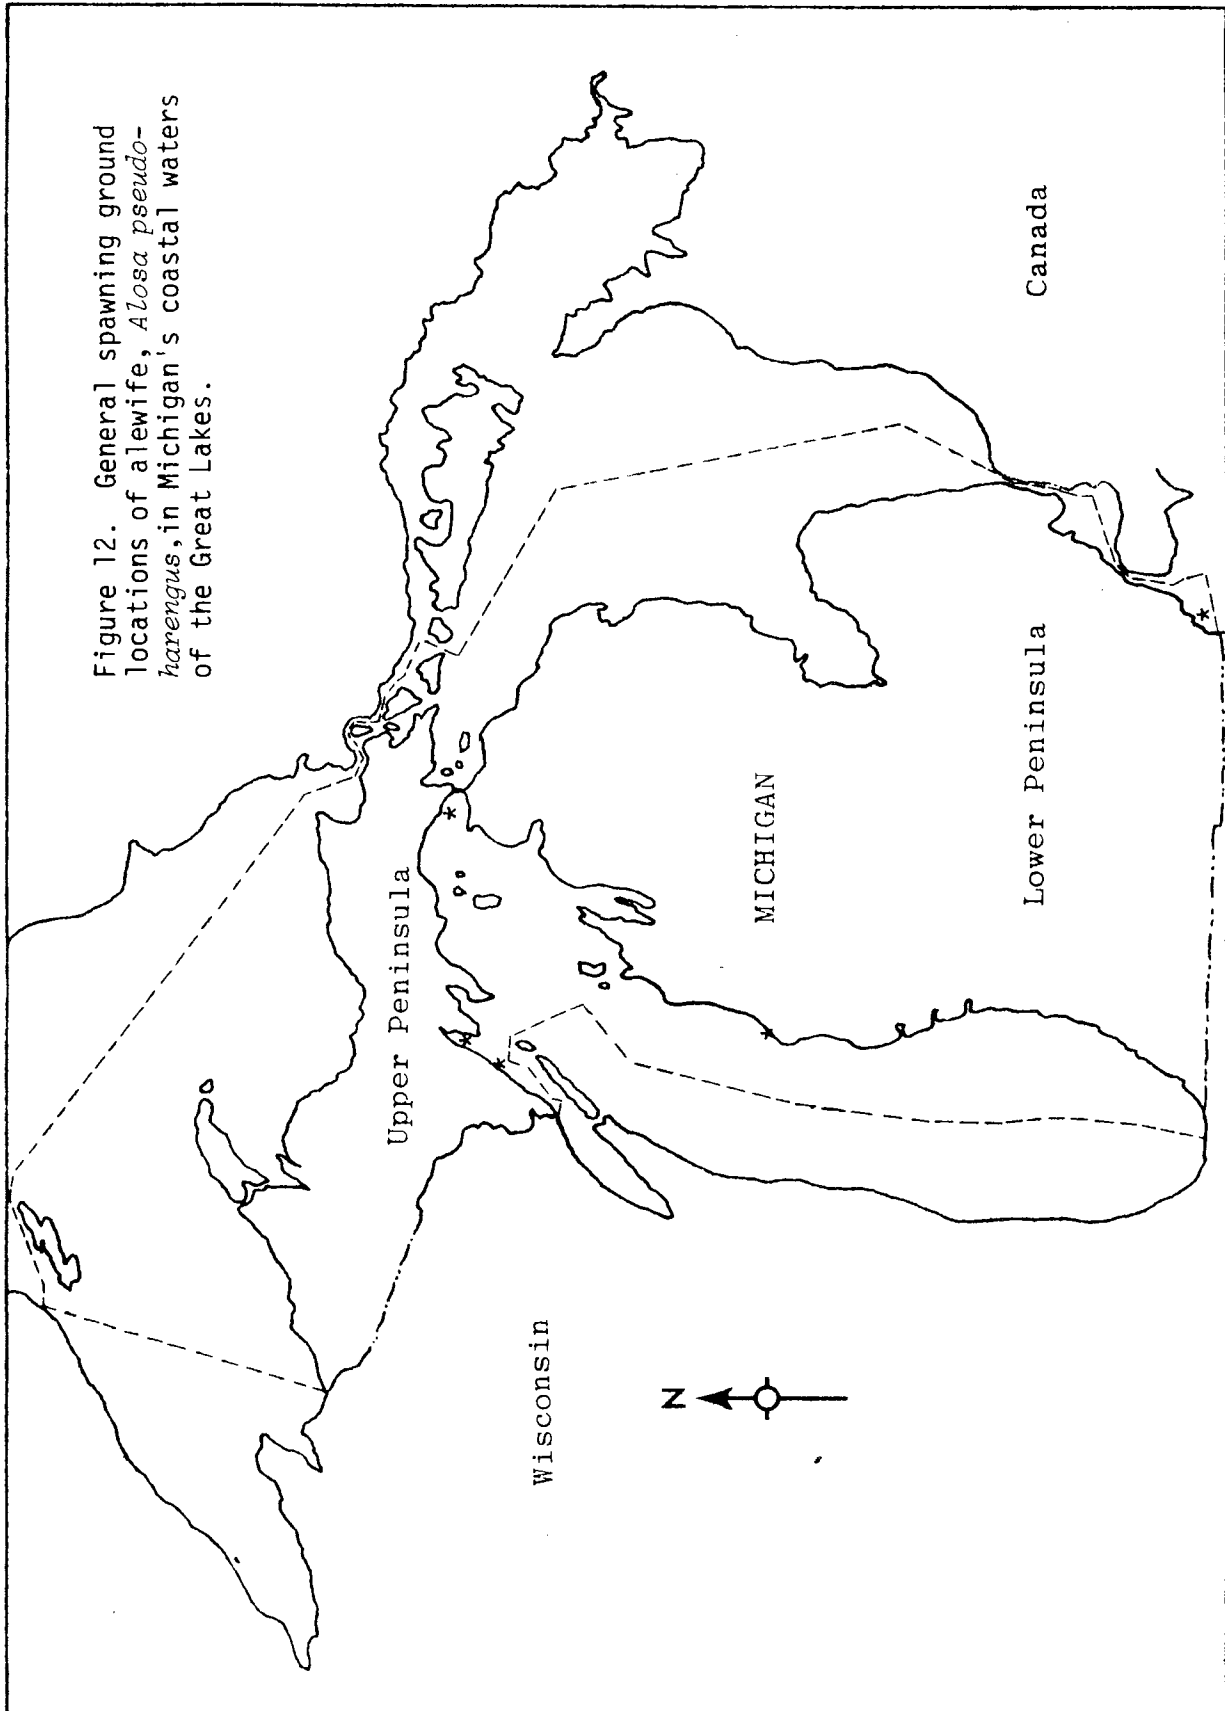 Figure 12. General spawning ground
locations of alewife, Alosa pseudo-
harengus, in Michigan's coastal waters
of the Great Lakes.
Upper Peninsula
Wisconsin
N
MICHIGAN
Lower Peninsula
Canada